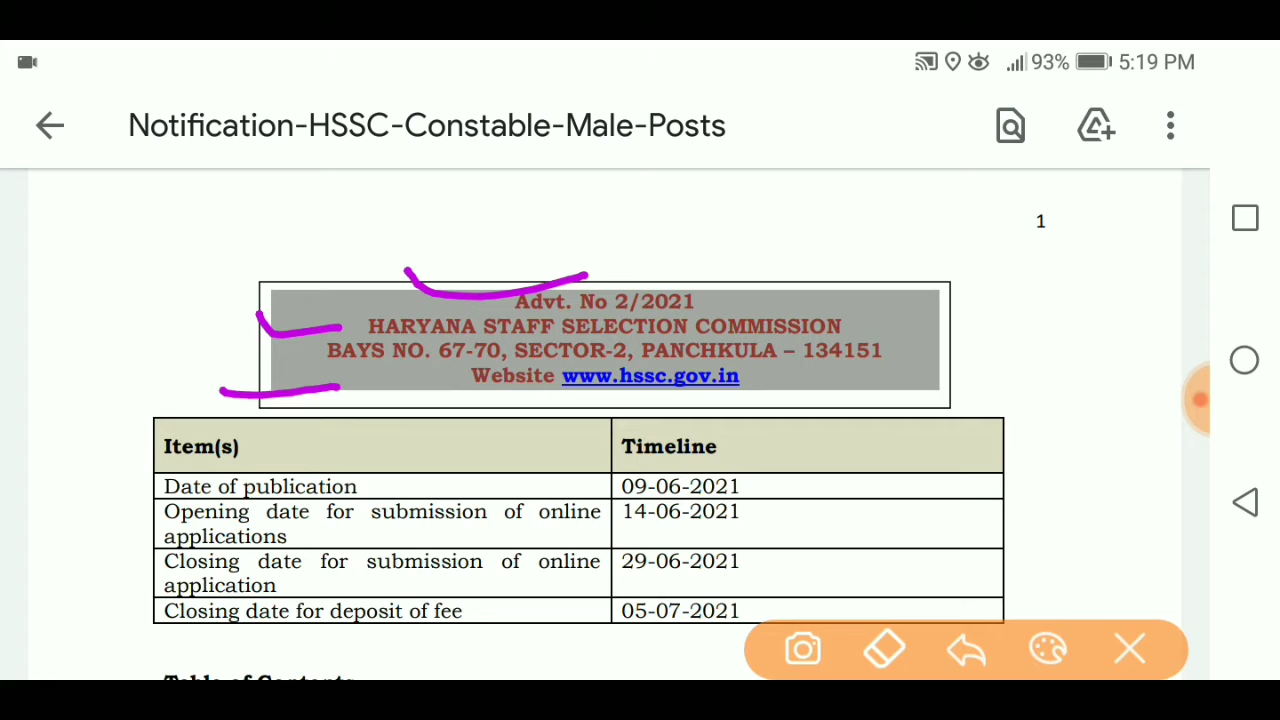 93% 5:19 PM
Notification-HSSC-Constable-Male-Posts
1
Advt. No 2/2021
HARYANA STAFF SELECTION COMMISSION
BAYS NO. 67-70, SECTOR-2, PANCHKULA – 134151
Website www.hssc.gov.in
Item(s) Timeline
Date of publication 09-06-2021
Opening date for submission of online 14-06-2021
applications
Closing date for submission of online 29-06-2021
application
Closing date for deposit of fee 05-07-2021
Table of Contents